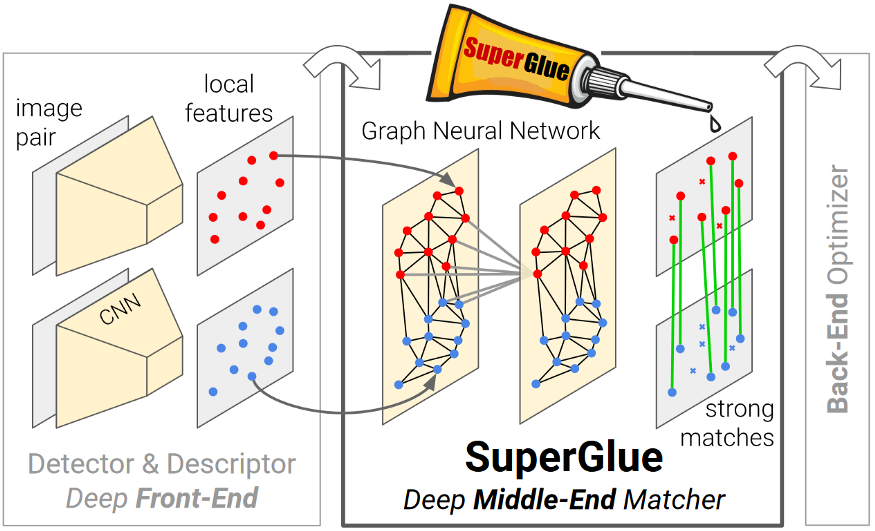 image
pair
local
features
CNN
Detector & Descriptor
Deep Front-End
SuperGlue
Graph Neural Network
strong
matches
SuperGlue
Deep Middle-End Matcher
Back-End Optimizer